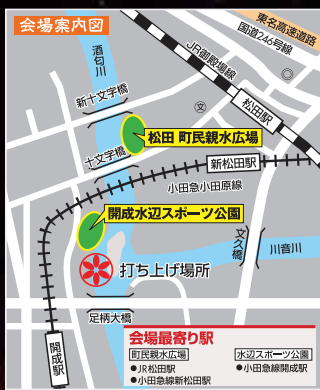 会場案内図
東名高速道路
国道246号線
酒匂川
JR御殿場線
新十文字橋
文
松田駅
松田 町民親水広場
十文字橋
新松田駅
小田急小田原線
開成水辺スポーツ公園
文久橋
川音川
打ち上げ場所
足柄大橋
開成駅
会場最寄り駅
町民親水広場
●JR松田駅
●小田急線新松田駅
水辺スポーツ公園
●小田急線開成駅